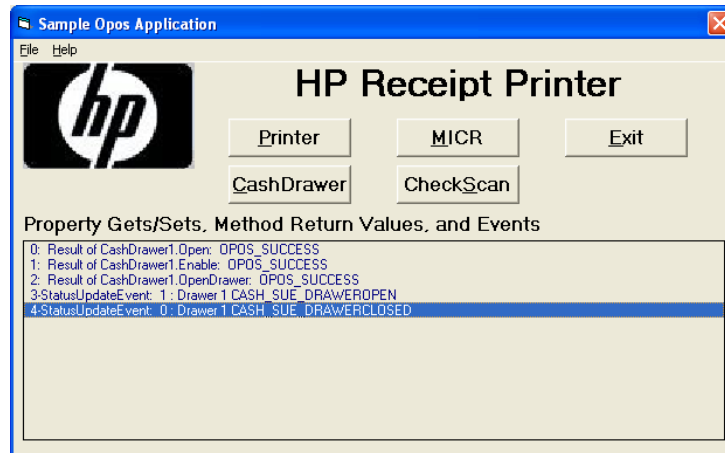 Sample Opos Application
File Help
hp
HP Receipt Printer
Printer MICR Exit
CashDrawer CheckScan
Property Gets/Sets, Method Return Values, and Events
0: Result of CashDrawer1.Open: OPOS_SUCCESS
1: Result of CashDrawer1.Enable: OPOS_SUCCESS
2: Result of CashDrawer1.OpenDrawer: OPOS_SUCCESS
3-StatusUpdateEvent: 1 : Drawer 1 CASH_SUE_DRAWEROPEN
4-StatusUpdateEvent: 0 : Drawer 1 CASH_SUE_DRAWERCLOSED